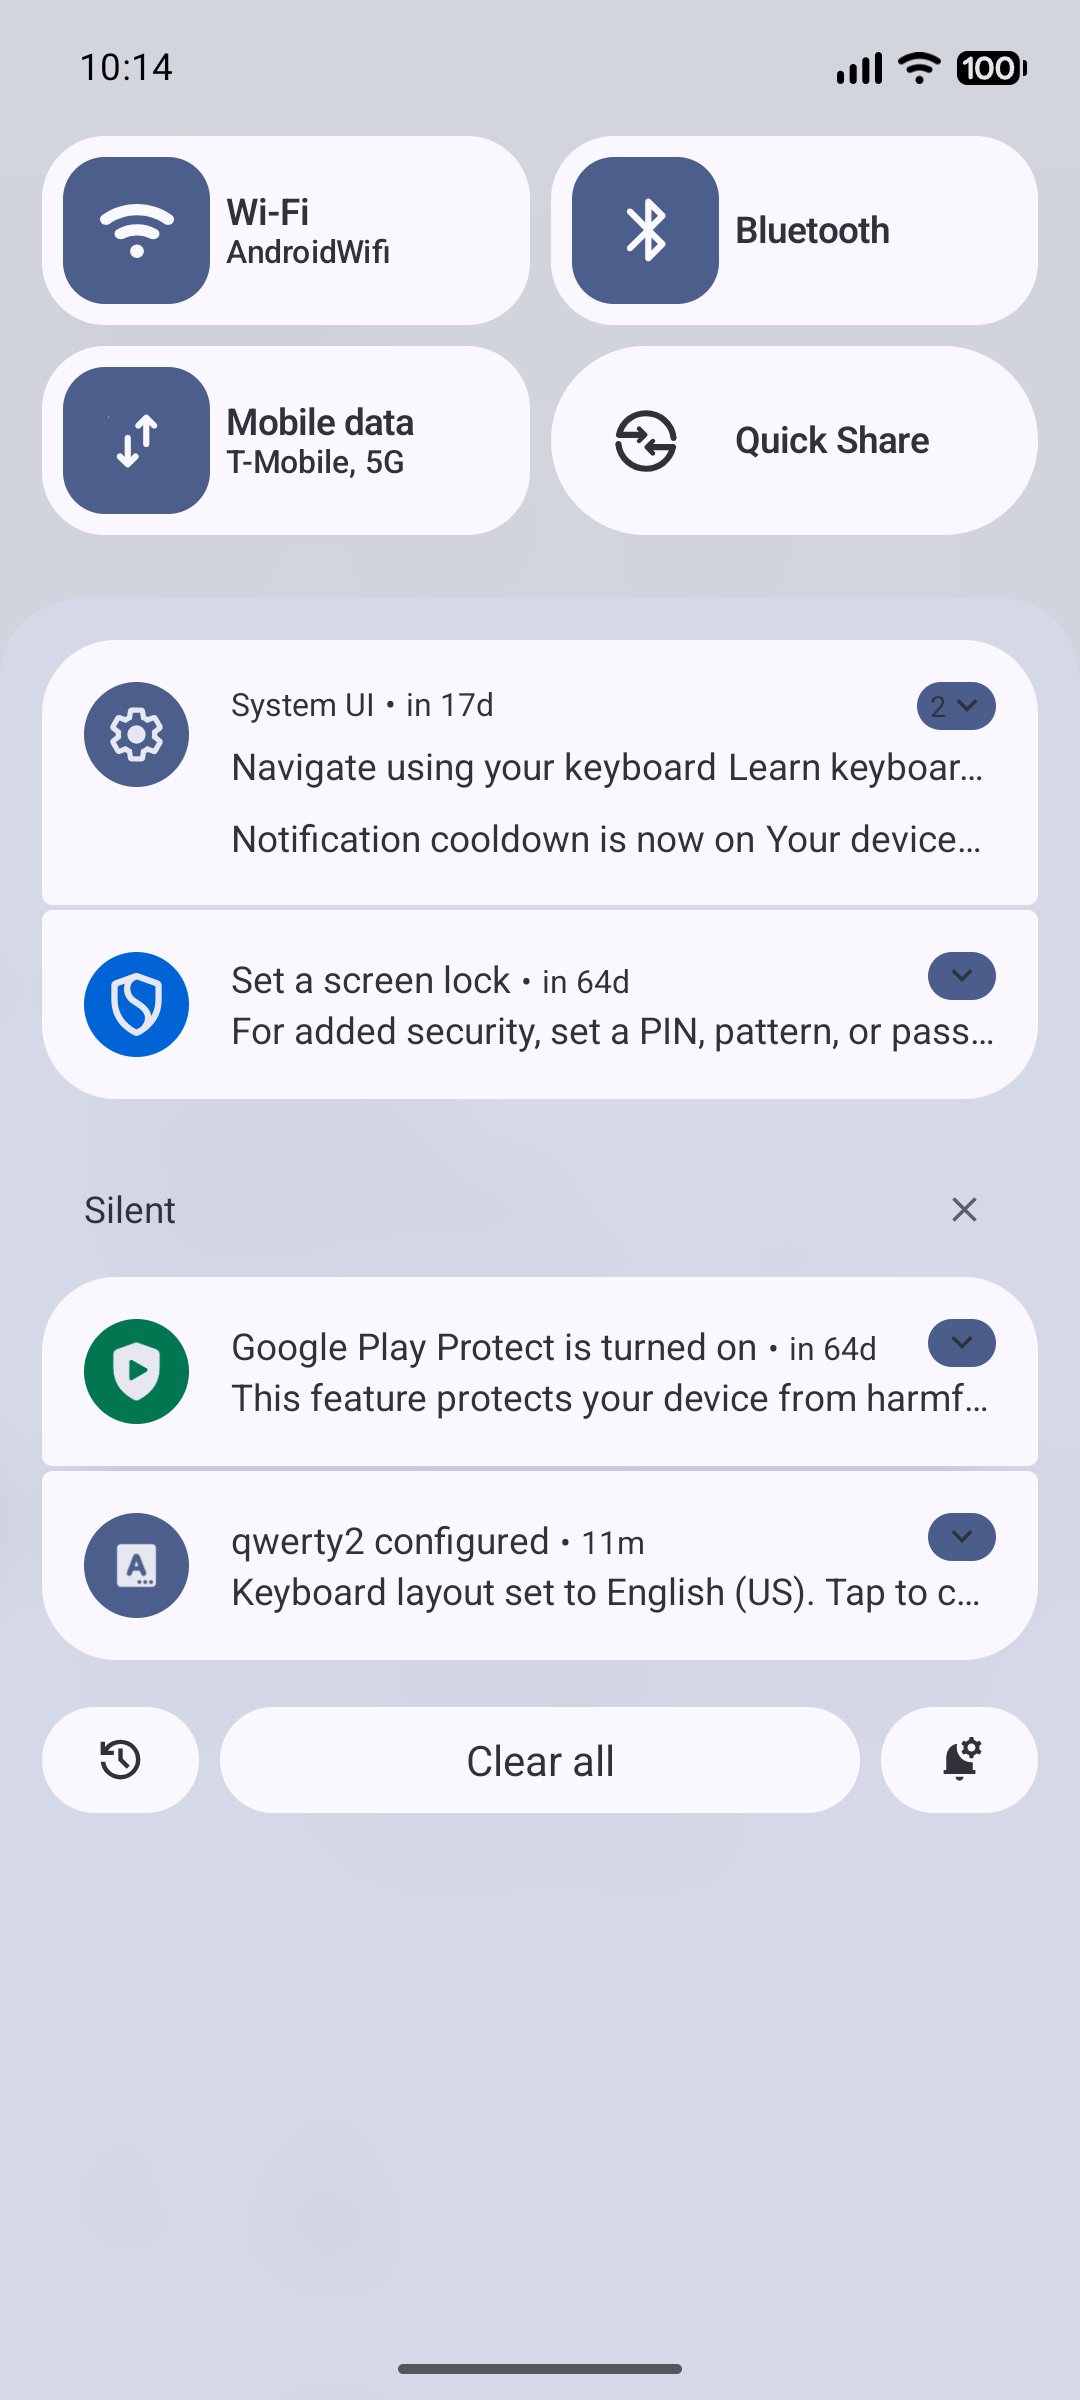 10:14
100
Wi-Fi
AndroidWifi
Bluetooth
Mobile data
T-Mobile, 5G
Quick Share
System UI • in 17d
2
Navigate using your keyboard Learn keyboar…
Notification cooldown is now on Your device…
Set a screen lock • in 64d
For added security, set a PIN, pattern, or pass…
Silent
Google Play Protect is turned on • in 64d
This feature protects your device from harmf…
qwerty2 configured • 11m
Keyboard layout set to English (US). Tap to c…
Clear all